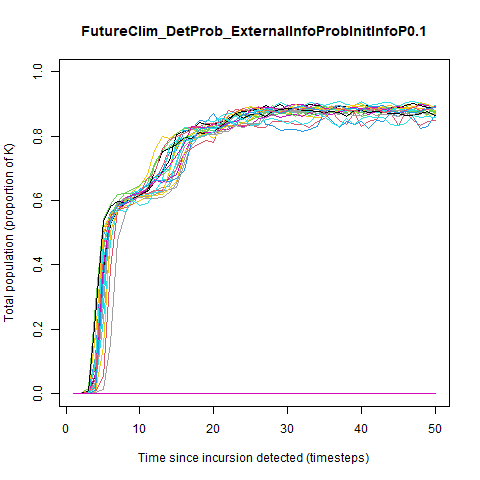 FutureClim_DetProb_ExternalInfoProbInitInfoP0.1
Total population (proportion of K)
1.0
0.8
0.6
0.4
0.2
0.0
0 10 20 30 40 50
Time since incursion detected (timesteps)